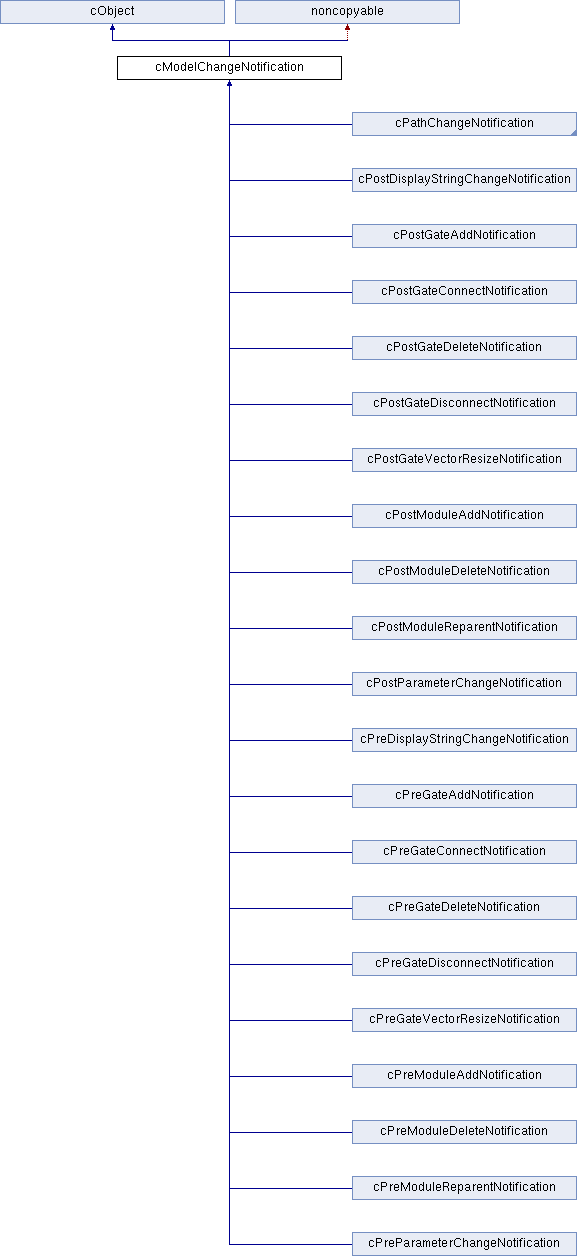 cObject
noncopyable
cModelChangeNotification
cPathChangeNotification
cPostDisplayStringChangeNotification
cPostGateAddNotification
cPostGateConnectNotification
cPostGateDeleteNotification
cPostGateDisconnectNotification
cPostGateVectorResizeNotification
cPostModuleAddNotification
cPostModuleDeleteNotification
cPostModuleReparentNotification
cPostParameterChangeNotification
cPreDisplayStringChangeNotification
cPreGateAddNotification
cPreGateConnectNotification
cPreGateDeleteNotification
cPreGateDisconnectNotification
cPreGateVectorResizeNotification
cPreModuleAddNotification
cPreModuleDeleteNotification
cPreModuleReparentNotification
cPreParameterChangeNotification